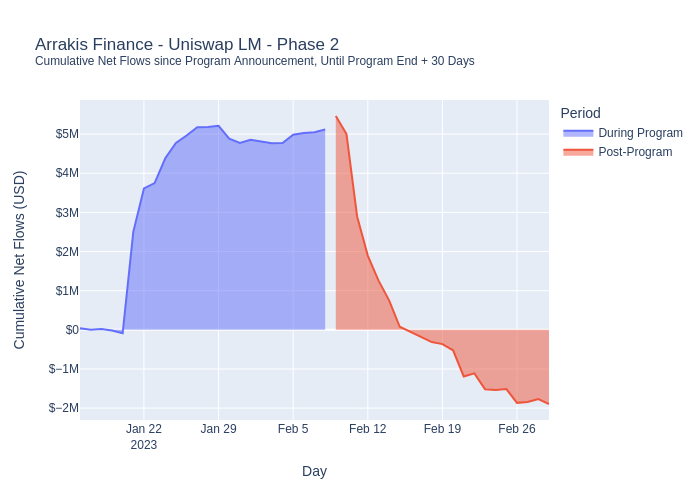 Arrakis Finance - Uniswap LM - Phase 2
Cumulative Net Flows since Program Announcement, Until Program End + 30 Days
Period
During Program
Post-Program
Cumulative Net Flows (USD)
$5M
$4M
$3M
$2M
$1M
$0
$−1M
$−2M
Jan 22
2023
Jan 29
Feb 5
Feb 12
Feb 19
Feb 26
Day